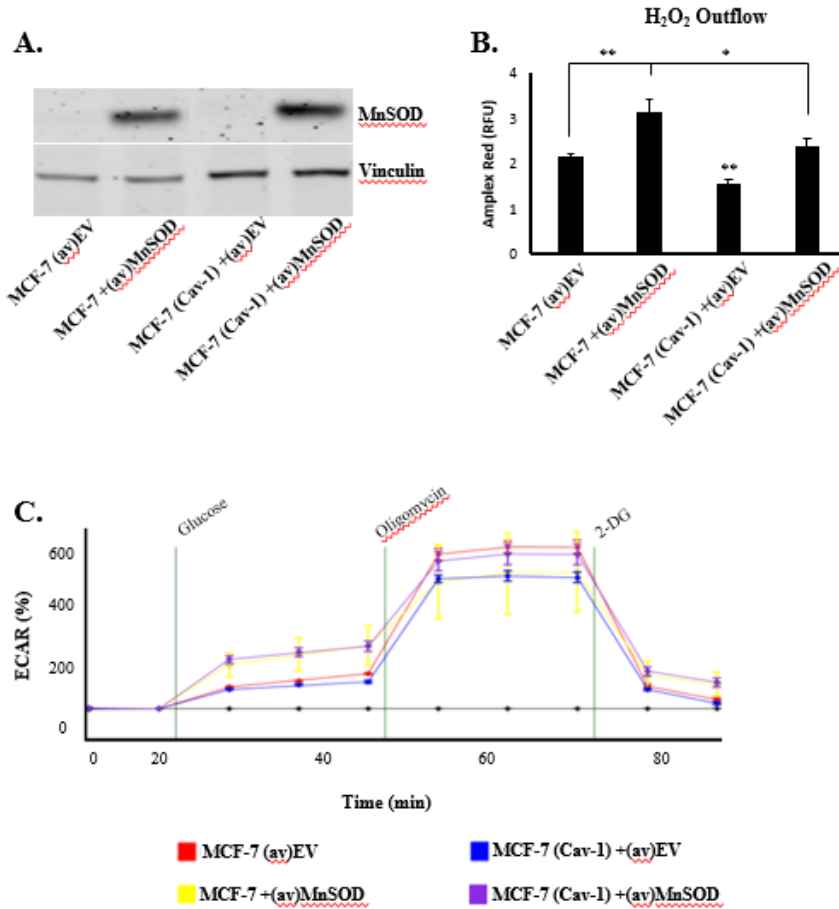 A.
MnSOD
Vinculin
MCF-7 (av)EV
MCF-7 +(av)MnSOD
MCF-7 (Cav-1) +(av)EV
MCF-7 (Cav-1) +(av)MnSOD
B.
H₂O₂ Outflow
** *
4
3
2
1
0
Amplex Red (RFU)
**
MCF-7 (av)EV
MCF-7 +(av)MnSOD
MCF-7 (Cav-1) +(av)EV
MCF-7 (Cav-1) +(av)MnSOD
C.
Glucose
Oligomycin
2-DG
ECAR (%)
600
400
200
0
0 20 40 60 80
Time (min)
MCF-7 (av)EV
MCF-7 (Cav-1) +(av)EV
MCF-7 +(av)MnSOD
MCF-7 (Cav-1) +(av)MnSOD